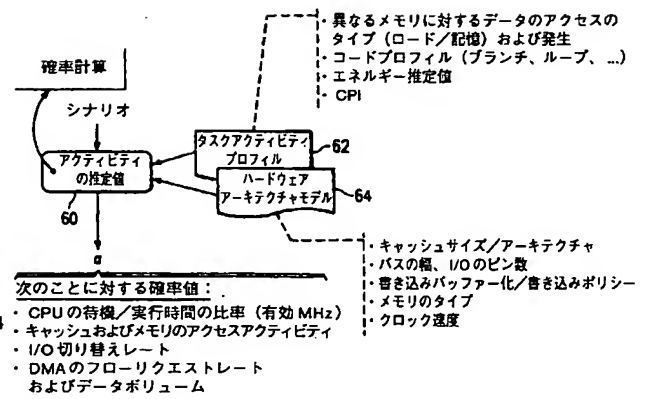 ・異なるメモリに対するデータのアクセスの
タイプ（ロード／記憶）および発生
・コードプロフィル（ブランチ、ループ、...）
・エネルギー推定値
・CPI
確率計算
シナリオ
タスクアクティビティ
プロフィル
62
アクティビティ
の推定値
60
ハードウェア
アーキテクチャモデル
64
α
・キャッシュサイズ／アーキテクチャ
・バスの幅、I/Oのピン数
・書き込みバッファー化／書き込みポリシー
・メモリのタイプ
・クロック速度
次のことに対する確率値：
・CPUの待機／実行時間の比率（有効MHz）
・キャッシュおよびメモリのアクセスアクティビティ
・I/O切り替えレート
・DMAのフローリクエストレート
およびデータボリューム